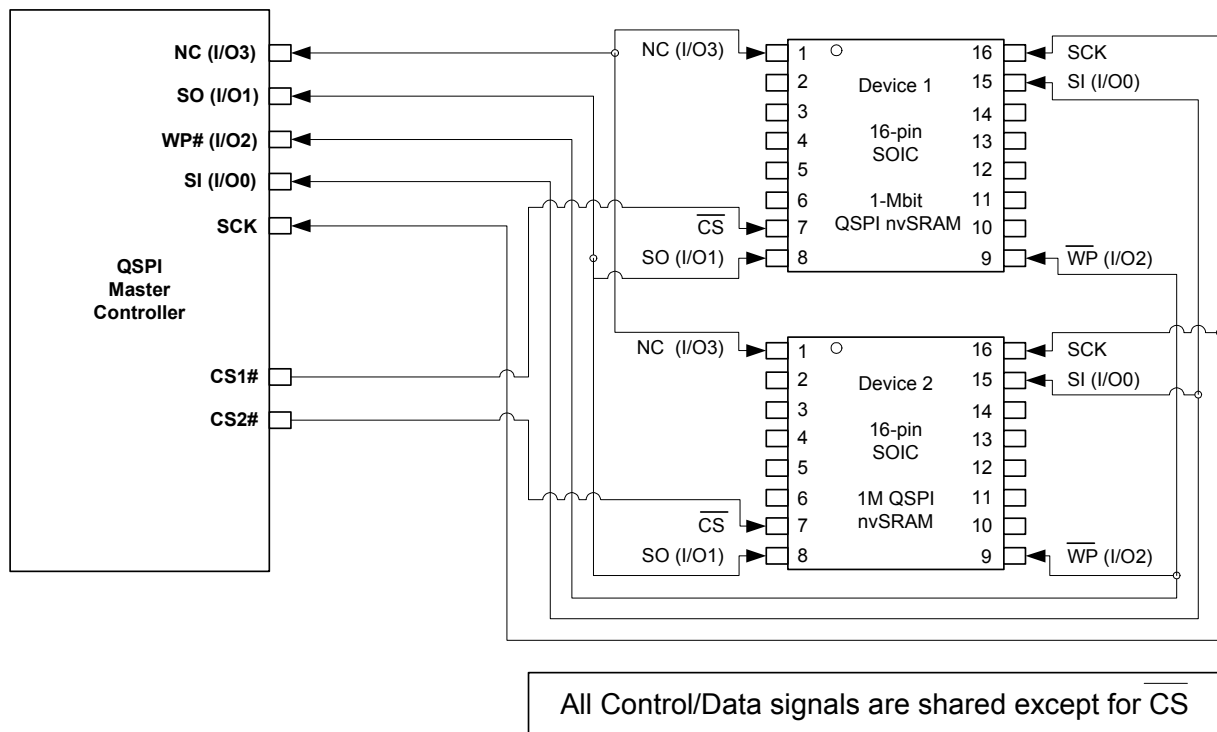 NC (I/O3)
SO (I/O1)
WP# (I/O2)
SI (I/O0)
SCK
QSPI
Master
Controller
CS1#
CS2#
NC (I/O3)
CS
SO (I/O1)
1
2
3
4
5
6
7
8
Device 1
16-pin
SOIC
1-Mbit
QSPI nvSRAM
16
15
14
13
12
11
10
9
SCK
SI (I/O0)
WP (I/O2)
NC (I/O3)
CS
SO (I/O1)
1
2
3
4
5
6
7
8
Device 2
16-pin
SOIC
1M QSPI
nvSRAM
16
15
14
13
12
11
10
9
SCK
SI (I/O0)
WP (I/O2)
All Control/Data signals are shared except for CS